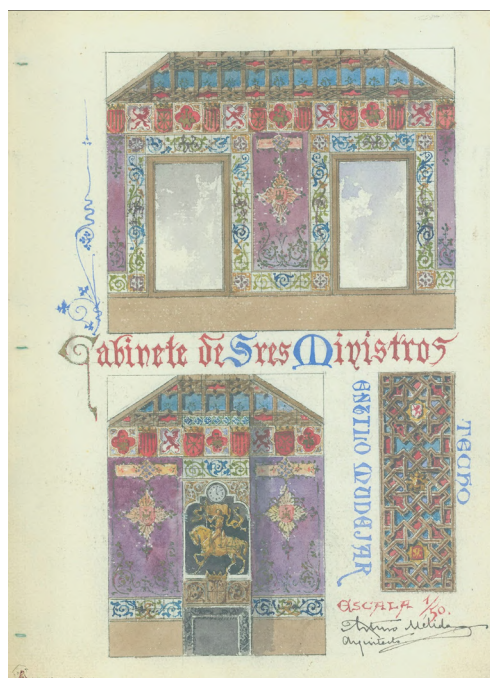 Gabinete de Sres Ministros
ESTILO MUDEJAR
TECHO
ESCALA 1/50.
Arturo Mélida
Arquitecto